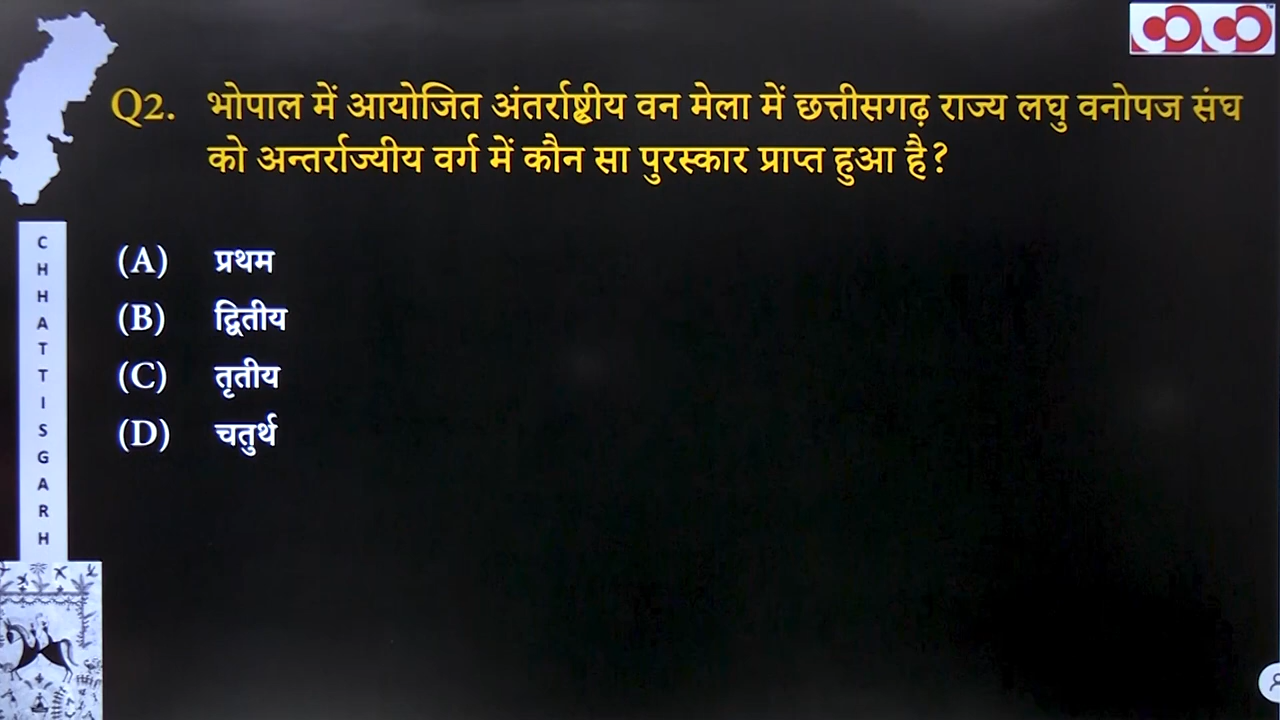 Q2. भोपाल में आयोजित अंतर्राष्ट्रीय वन मेला में छत्तीसगढ़ राज्य लघु वनोपज संघ
को अन्तर्राज्यीय वर्ग में कौन सा पुरस्कार प्राप्त हुआ है?
(A) प्रथम
(B) द्वितीय
(C) तृतीय
(D) चतुर्थ
CHHATTISGARH